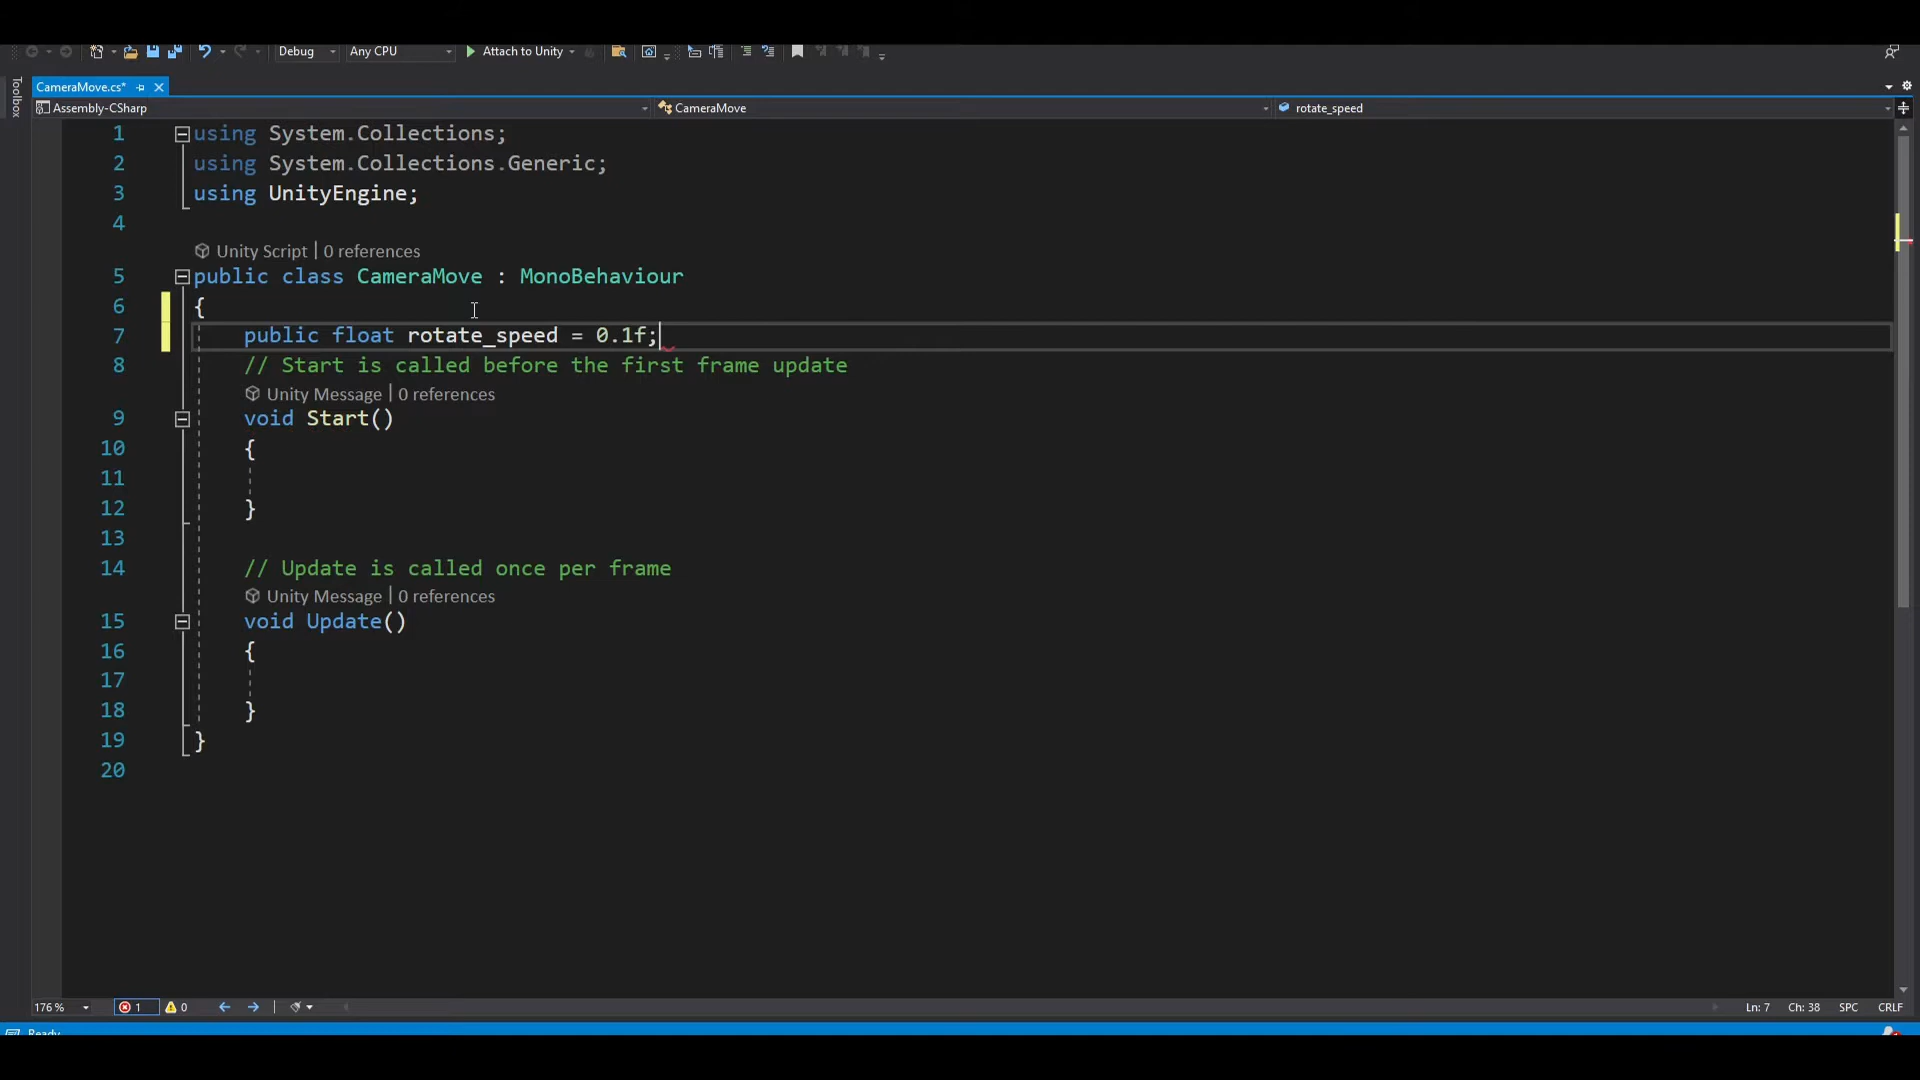 Debug Any CPU Attach to Unity
Toolbox
CameraMove.cs*
Assembly-CSharp CameraMove rotate_speed
1 using System.Collections;
2 using System.Collections.Generic;
3 using UnityEngine;
4
Unity Script | 0 references
5 public class CameraMove : MonoBehaviour
6 {
7 public float rotate_speed = 0.1f;
8 // Start is called before the first frame update
Unity Message | 0 references
9 void Start()
10 {
11
12 }
13
14 // Update is called once per frame
Unity Message | 0 references
15 void Update()
16 {
17
18 }
19 }
20
176 % 1 0 Ln: 7 Ch: 38 SPC CRLF
Ready